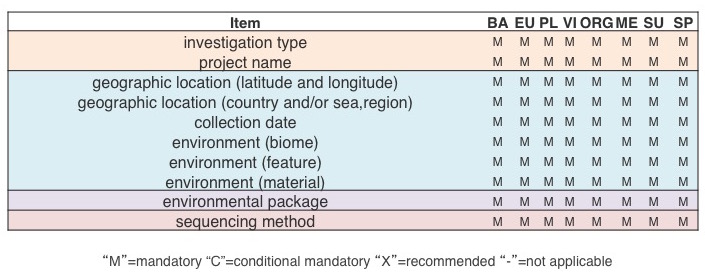 Item BA EU PL VI ORG ME SU SP
investigation type M M M M M M M M
project name M M M M M M M M
geographic location (latitude and longitude) M M M M M M M M
geographic location (country and/or sea,region) M M M M M M M M
collection date M M M M M M M M
environment (biome) M M M M M M M M
environment (feature) M M M M M M M M
environment (material) M M M M M M M M
environmental package M M M M M M M M
sequencing method M M M M M M M M
“M”=mandatory “C”=conditional mandatory “X”=recommended “-”=not applicable